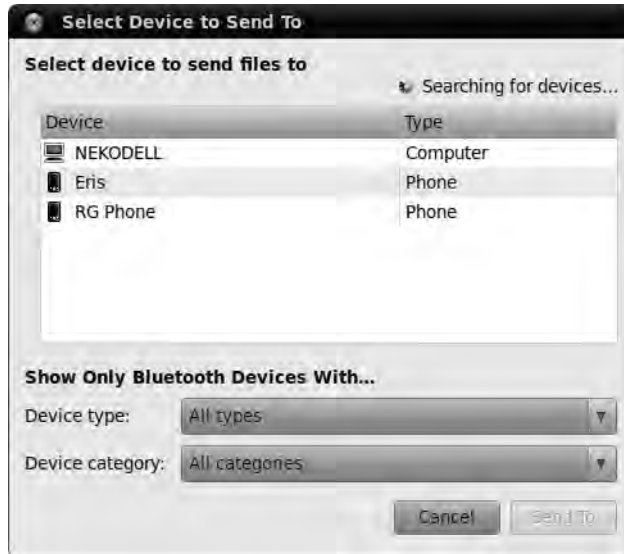 Select Device to Send To
Select device to send files to
Searching for devices...
Device Type
NEKODELL Computer
Eris Phone
RG Phone Phone
Show Only Bluetooth Devices With...
Device type: All types
Device category: All categories
Cancel Send To